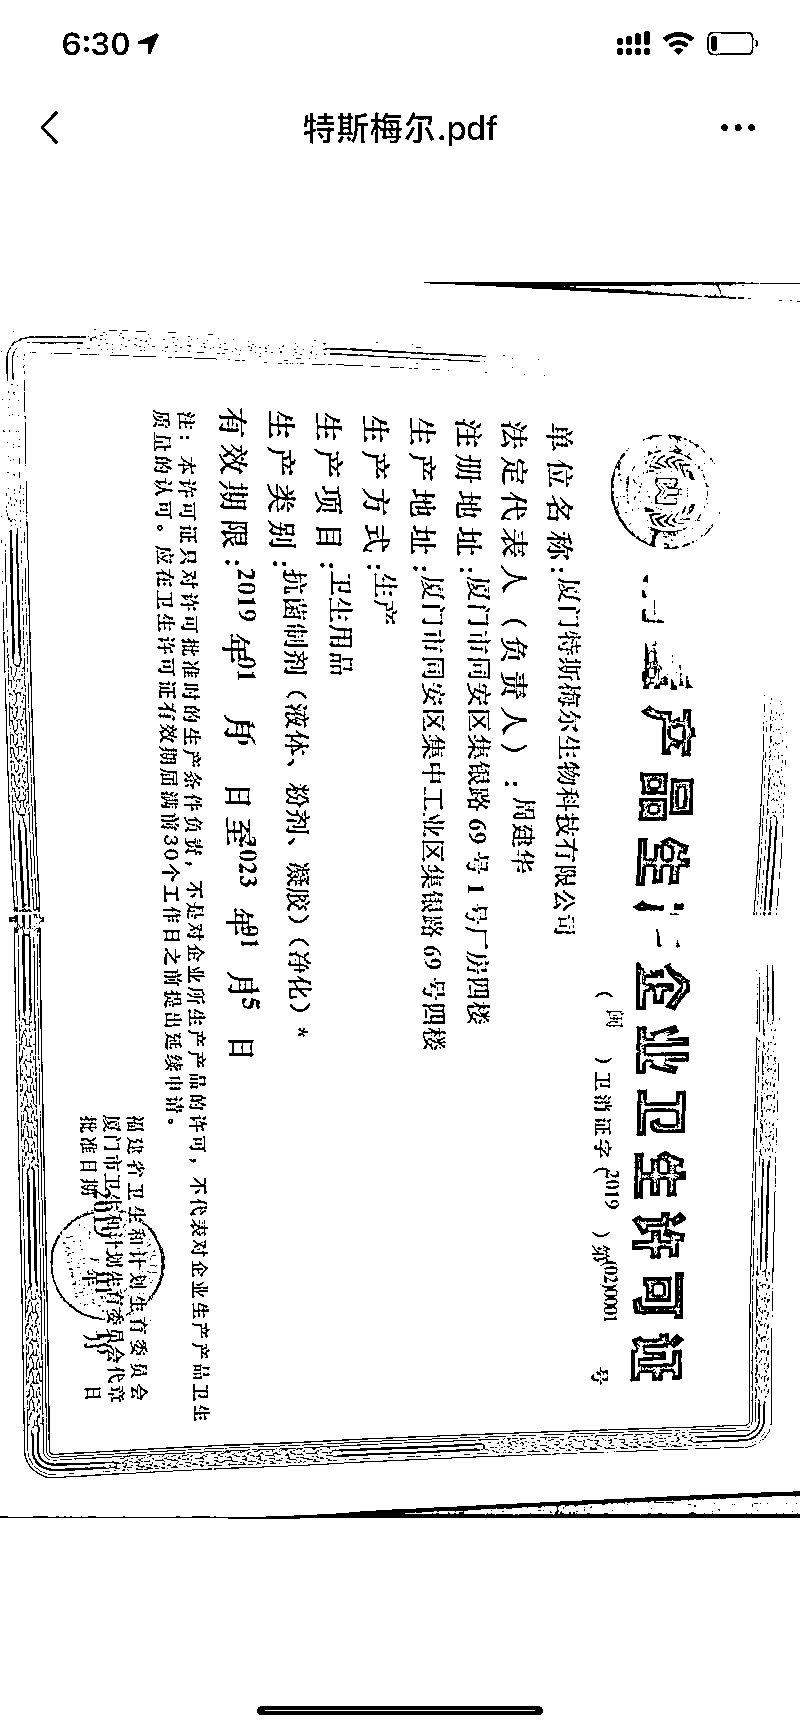 6:30
特斯梅尔.pdf
产品生
企业卫生许可证
（闽）卫消证字（2019）第(02)0001号
单位名称：厦门特斯梅尔生物科技有限公司
法定代表人（负责人）：周建华
注册地址：厦门市同安区集银路69号1号厂房四楼
生产地址：厦门市同安区集中工业区集银路69号四楼
生产方式：生产
生产项目：卫生用品
生产类别：抗菌制剂（液体、粉剂、凝胶）（净化）*
有效期限：2019年01月 日至2023年01月 5日
注：本许可证只对许可批准时的生产条件负责，不是对企业所生产产品的许可，不代表对企业生产产品卫生
质量的认可。应在卫生许可证有效期届满前30个工作日之前提出延续申请。
福建省卫生和计划生育委员会
厦门市卫生和计划生育委员会代章
批准日期 2019年 月 日